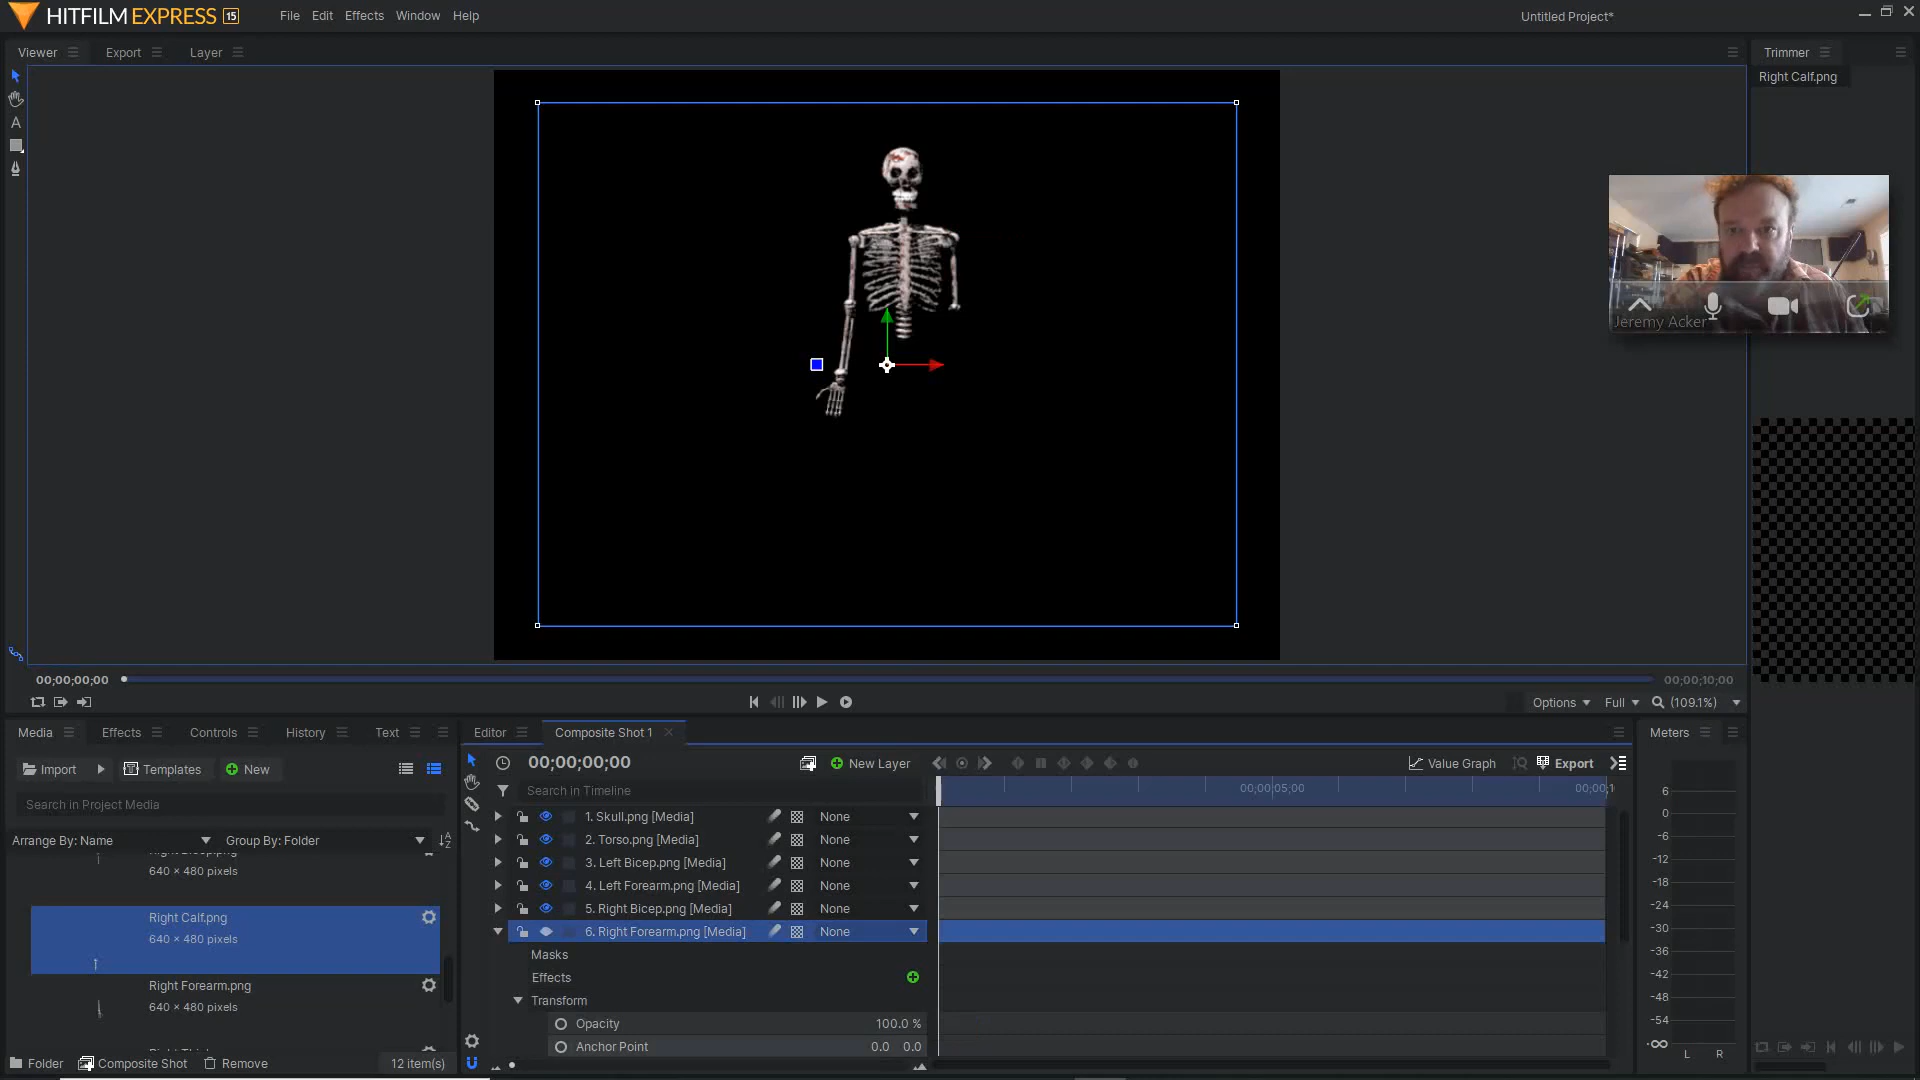 HITFILM EXPRESS 15
File Edit Effects Window Help
Untitled Project*
Viewer Export Layer
Trimmer
Right Calf.png
Jeremy Acker
00;00;00;00
00;00;10;00
Options Full (109.1%)
Media Effects Controls History Text
Editor Composite Shot 1
Meters
Import Templates New
00;00;00;00
New Layer
Value Graph Export
Search in Project Media
Search in Timeline
00;00;05;00
Arrange By: Name Group By: Folder
640 × 480 pixels
Right Calf.png
640 × 480 pixels
Right Forearm.png
640 × 480 pixels
Folder Composite Shot Remove 12 item(s)
1. Skull.png [Media] None
2. Torso.png [Media] None
3. Left Bicep.png [Media] None
4. Left Forearm.png [Media] None
5. Right Bicep.png [Media] None
6. Right Forearm.png [Media] None
Masks
Effects
Transform
Opacity 100.0 %
Anchor Point 0.0 0.0
6
0
-6
-12
-18
-24
-30
-36
-42
-48
-54
-∞
L R